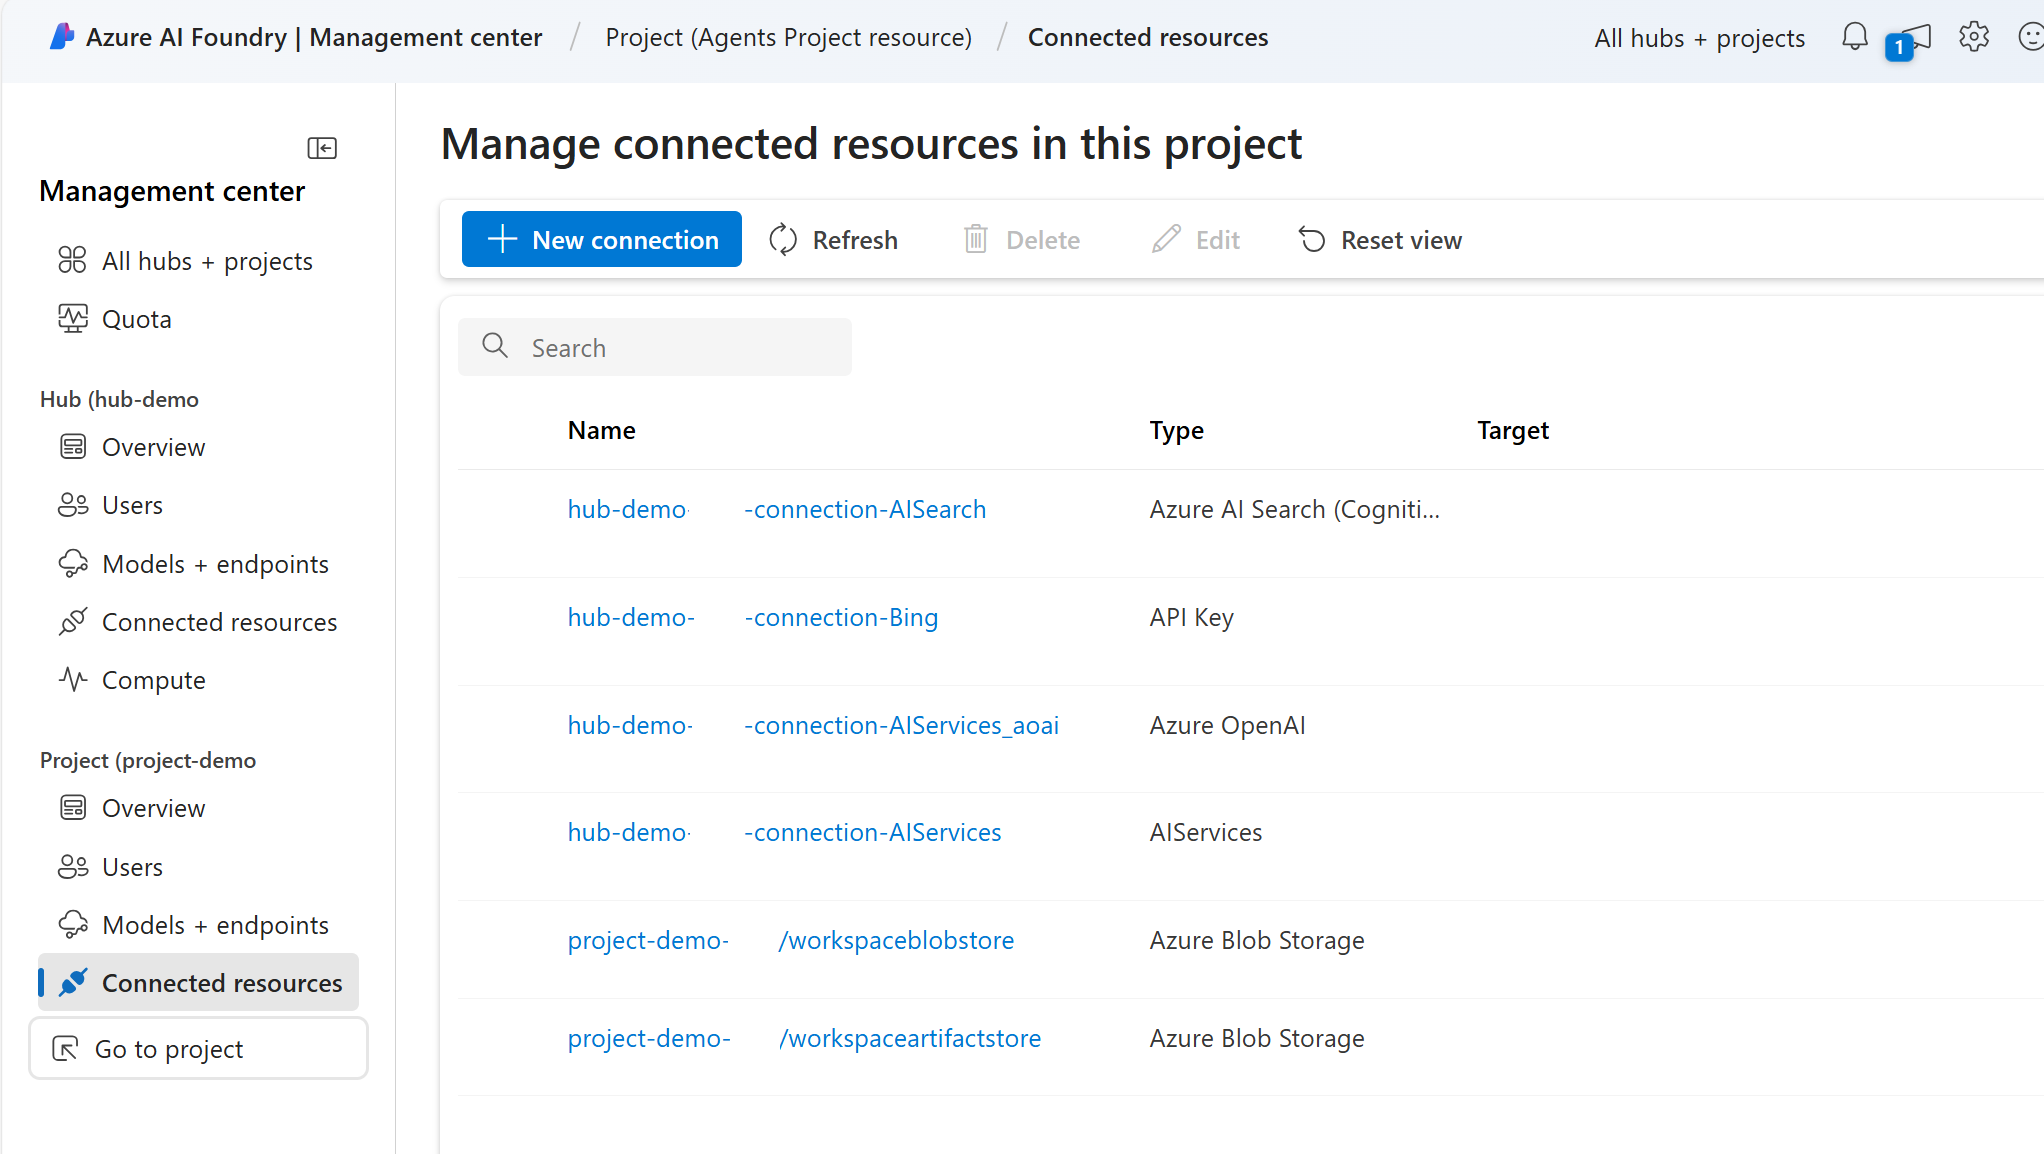 Azure AI Foundry | Management center / Project (Agents Project resource) / Connected resources
All hubs + projects
1
Management center
All hubs + projects
Quota
Hub (hub-demo
Overview
Users
Models + endpoints
Connected resources
Compute
Project (project-demo
Overview
Users
Models + endpoints
Connected resources
Go to project
Manage connected resources in this project
New connection Refresh Delete Edit Reset view
Search
Name Type Target
hub-demo- -connection-AISearch Azure AI Search (Cogniti...
hub-demo- -connection-Bing API Key
hub-demo- -connection-AIServices_aoai Azure OpenAI
hub-demo- -connection-AIServices AIServices
project-demo- /workspaceblobstore Azure Blob Storage
project-demo- /workspaceartifactstore Azure Blob Storage